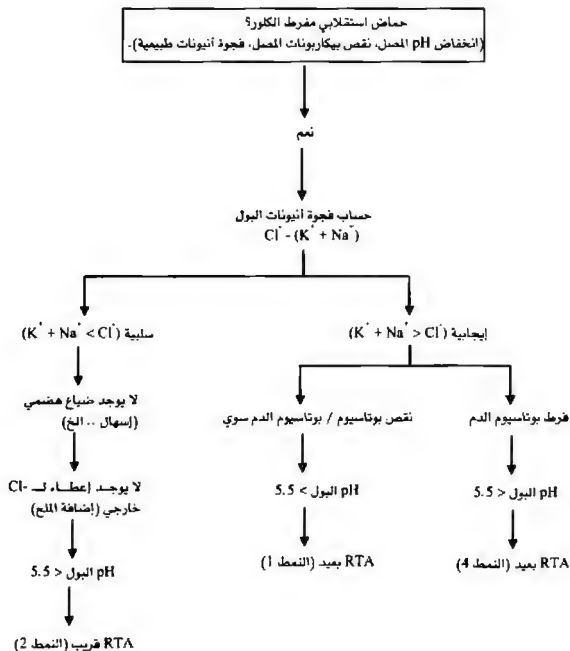 حماض استقلابي مفرط الكلور؟
(انخفاض pH المصل، نقص بيكاربونات المصل، فجوة أنيونات طبيعية)-
نعم
حساب فجوة أنيونات البول
Cl⁻ - (K⁺ + Na⁺)
إيجابية (K⁺ + Na⁺ > Cl⁻)
سلبية (K⁺ + Na⁺ < Cl⁻)
فرط بوتاسيوم الدم
نقص بوتاسيوم / بوتاسيوم الدم سوي
لا يوجد ضياع هضمي
(إسهال .. الخ)
pH البول < 5.5
pH البول > 5.5
لا يوجد إعطاء لـ Cl-
خارجي (إضافة الملح)
RTA بعيد (النمط 4)
RTA بعيد (النمط 1)
pH البول < 5.5
RTA قريب (النمط 2)